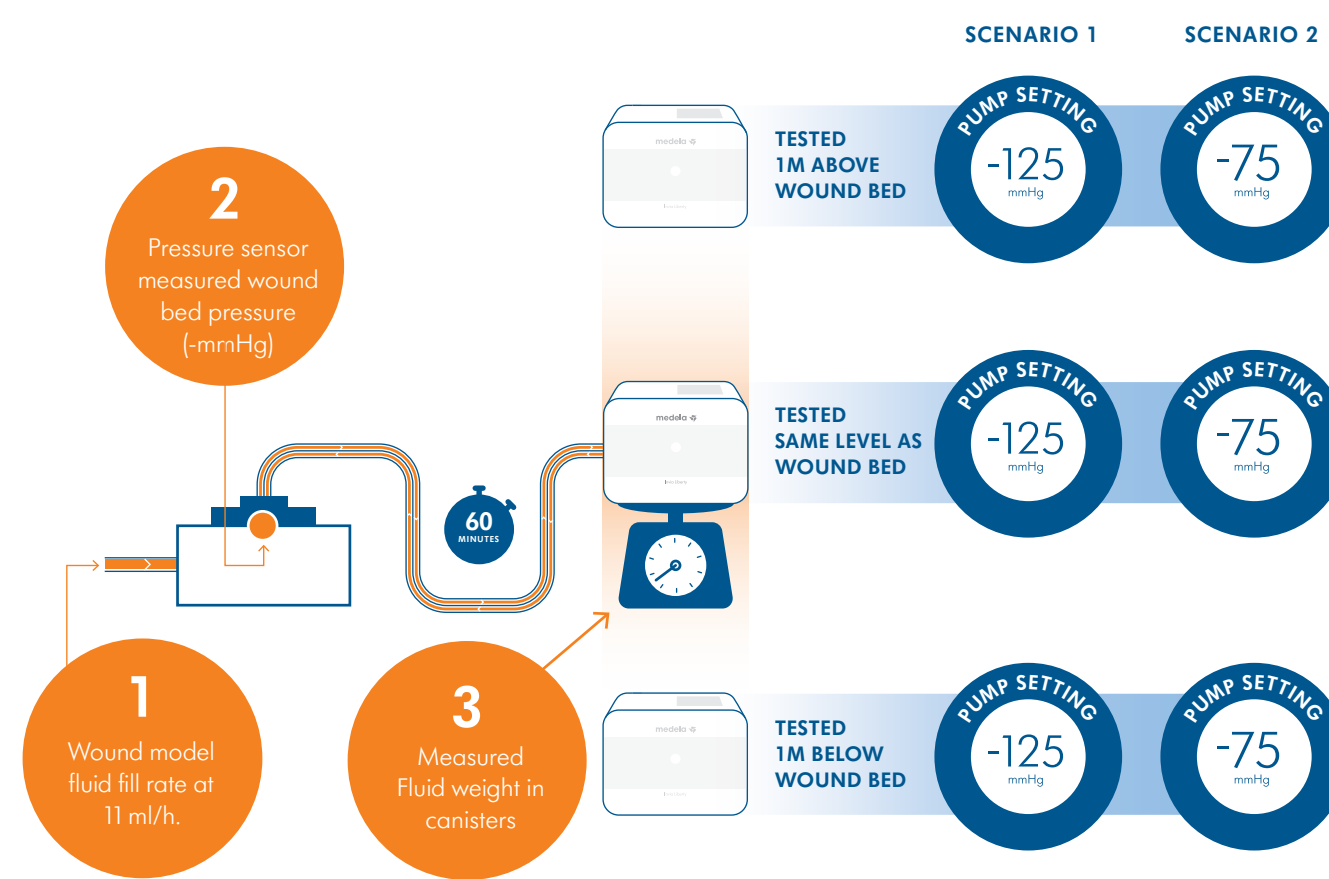 SCENARIO 1
SCENARIO 2
medela
TESTED
1M ABOVE
WOUND BED
PUMP SETTING
-125
mmHg
PUMP SETTING
-75
mmHg
2
Pressure sensor
measured wound
bed pressure
(-mmHg)
medela
TESTED
SAME LEVEL AS
WOUND BED
PUMP SETTING
-125
mmHg
PUMP SETTING
-75
mmHg
60
MINUTES
1
Wound model
fluid fill rate at
11 ml/h.
3
Measured
Fluid weight in
canisters
medela
TESTED
1M BELOW
WOUND BED
PUMP SETTING
-125
mmHg
PUMP SETTING
-75
mmHg